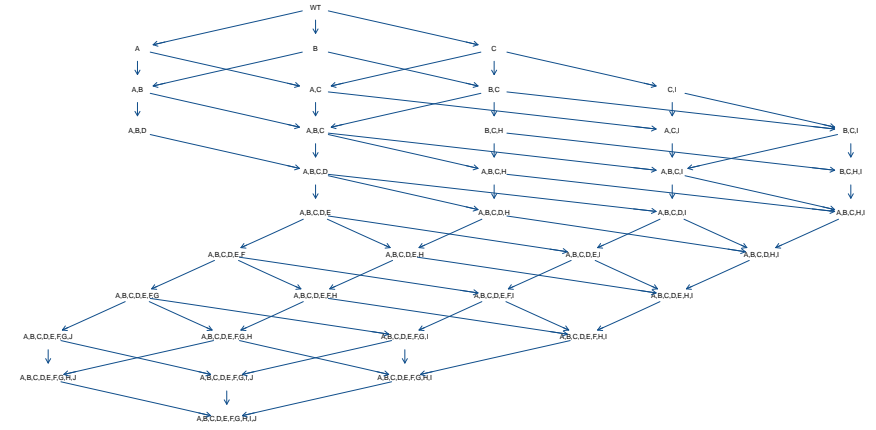 WT
A B C
A,B A,C B,C C,I
A,B,D A,B,C B,C,H A,C,I B,C,I
A,B,C,D A,B,C,H A,B,C,I B,C,H,I
A,B,C,D,E A,B,C,D,H A,B,C,D,I A,B,C,H,I
A,B,C,D,E,F A,B,C,D,E,H A,B,C,D,E,I A,B,C,D,H,I
A,B,C,D,E,F,G A,B,C,D,E,F,H A,B,C,D,E,F,I A,B,C,D,E,H,I
A,B,C,D,E,F,G,J A,B,C,D,E,F,G,H A,B,C,D,E,F,G,I A,B,C,D,E,F,H,I
A,B,C,D,E,F,G,H,J A,B,C,D,E,F,G,I,J A,B,C,D,E,F,G,H,I
A,B,C,D,E,F,G,H,I,J